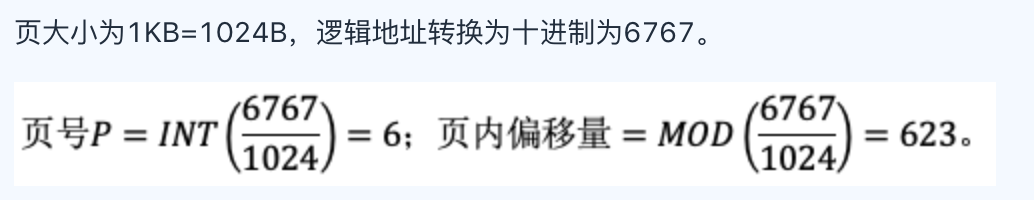 页大小为1KB=1024B，逻辑地址转换为十进制为6767。
页号P = INT(6767/1024) = 6；页内偏移量 = MOD(6767/1024) = 623。